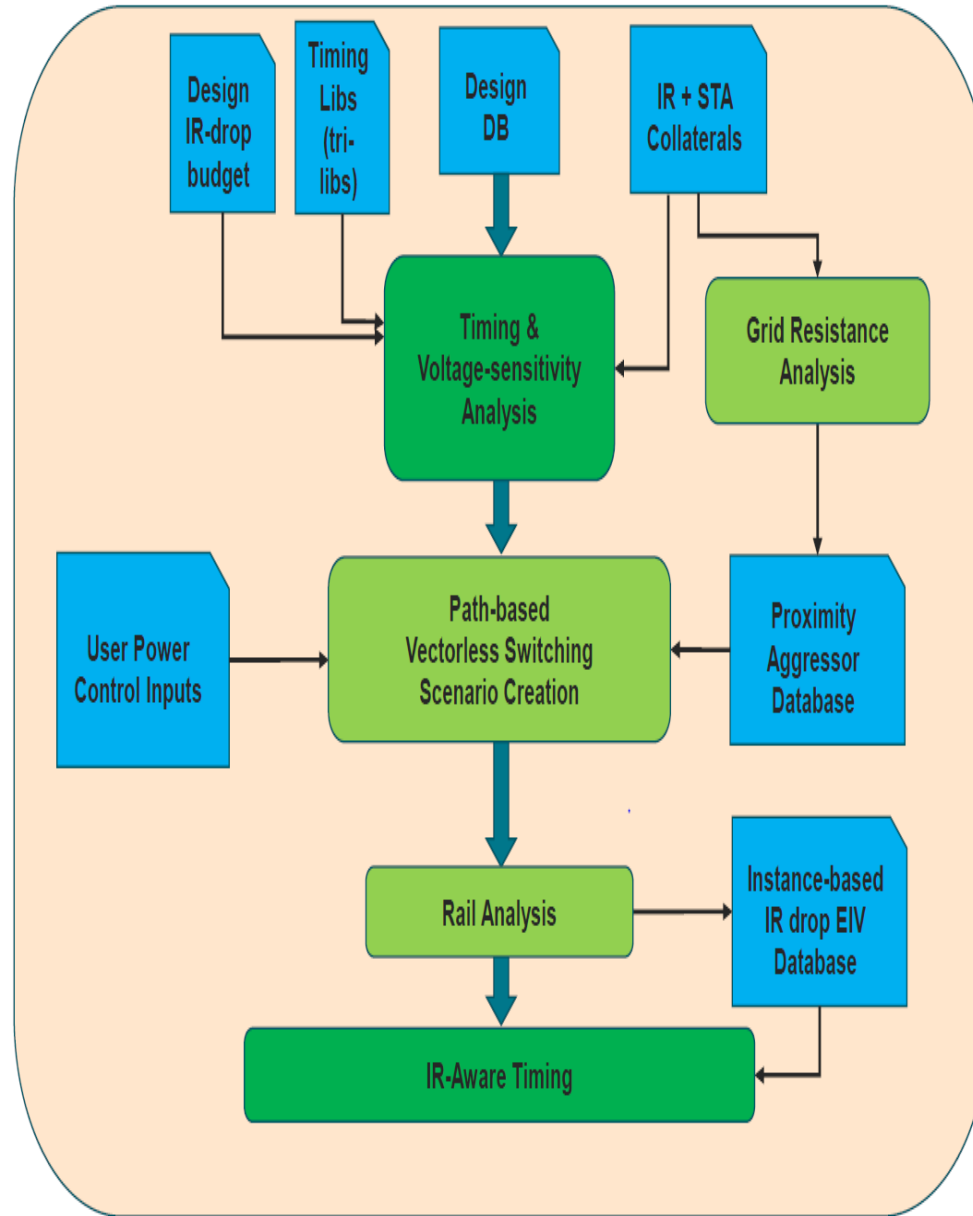 Design
IR-drop
budget
Timing
Libs
(tri-
libs)
Design
DB
IR + STA
Collaterals
Timing &
Voltage-sensitivity
Analysis
Grid Resistance
Analysis
User Power
Control Inputs
Path-based
Vectorless Switching
Scenario Creation
Proximity
Aggressor
Database
Rail Analysis
Instance-based
IR drop EIV
Database
IR-Aware Timing